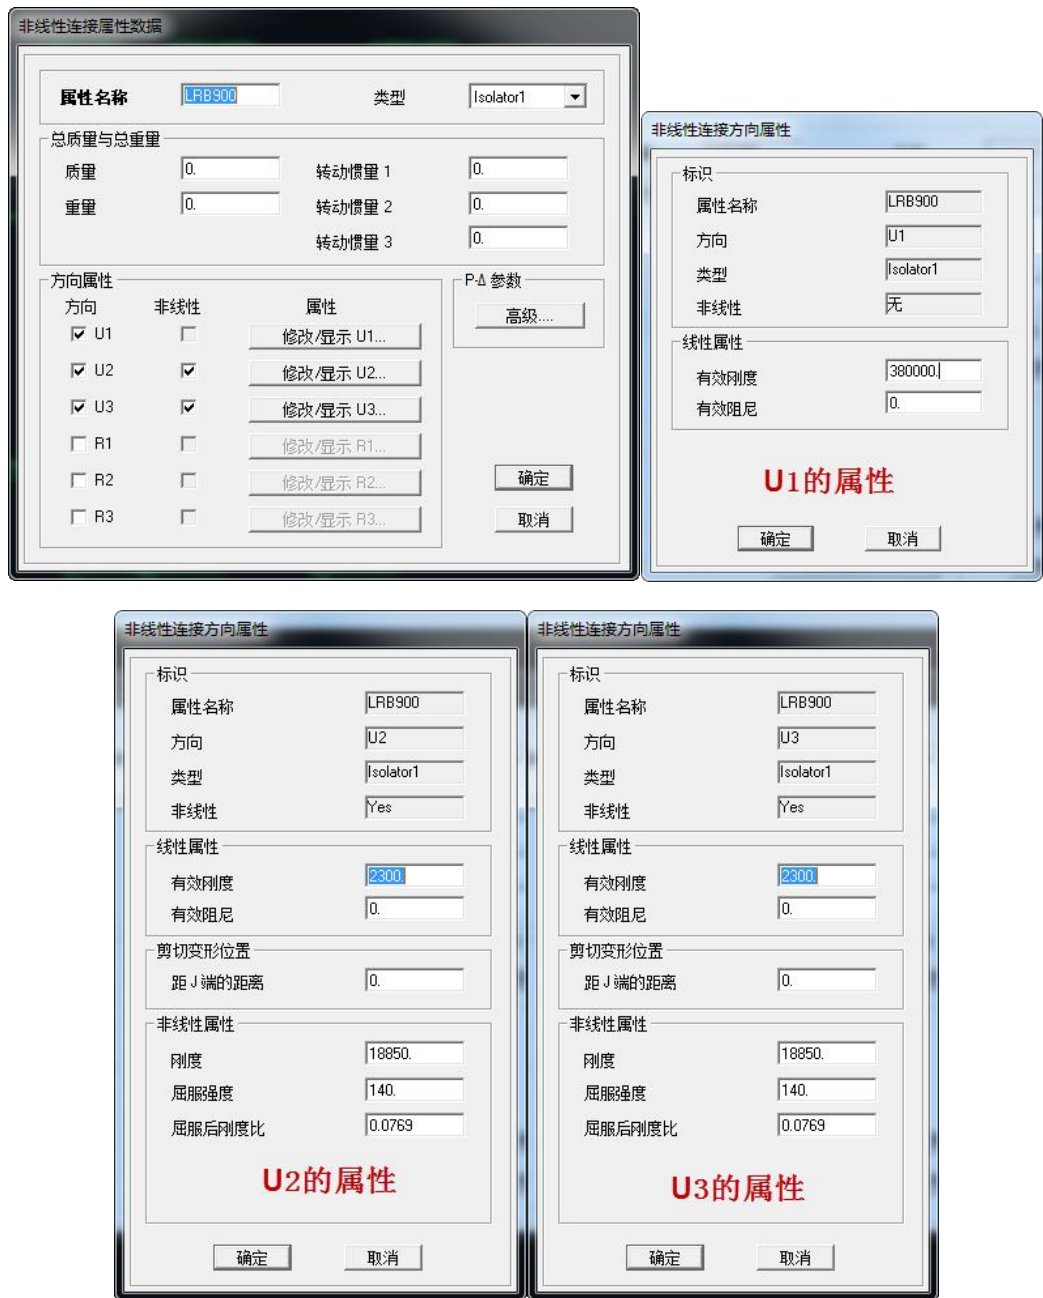 非线性连接属性数据
属性名称 LRB900 类型 Isolator1
总质量与总重量
质量 0. 转动惯量 1 0.
重量 0. 转动惯量 2 0.
转动惯量 3 0.
方向属性
方向 非线性 属性
U1 修改/显示 U1...
U2 修改/显示 U2...
U3 修改/显示 U3...
R1 修改/显示 R1...
R2 修改/显示 R2...
R3 修改/显示 R3...
P-Δ 参数
高级....
确定
取消
非线性连接方向属性
标识
属性名称 LRB900
方向 U1
类型 Isolator1
非线性 无
线性属性
有效刚度 380000.
有效阻尼 0.
U1的属性
确定 取消
非线性连接方向属性
标识
属性名称 LRB900
方向 U2
类型 Isolator1
非线性 Yes
线性属性
有效刚度 2300.
有效阻尼 0.
剪切变形位置
距 J 端的距离 0.
非线性属性
刚度 18850.
屈服强度 140.
屈服后刚度比 0.0769
U2的属性
确定 取消
非线性连接方向属性
标识
属性名称 LRB900
方向 U3
类型 Isolator1
非线性 Yes
线性属性
有效刚度 2300.
有效阻尼 0.
剪切变形位置
距 J 端的距离 0.
非线性属性
刚度 18850.
屈服强度 140.
屈服后刚度比 0.0769
U3的属性
确定 取消